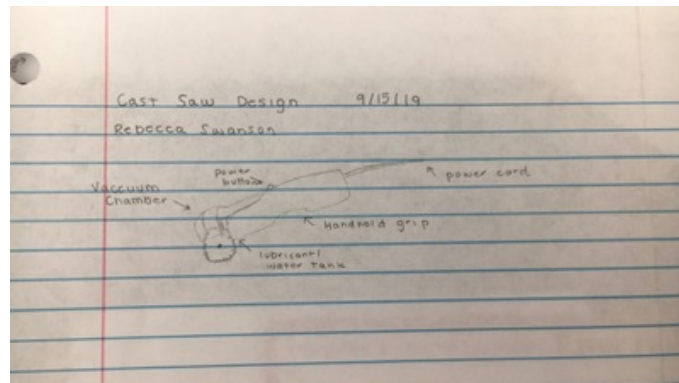 Cast Saw Design 9/15/19
Rebecca Swanson
Power
button
power cord
Vaccuum
Chamber
Handheld grip
lubricant/
water tank